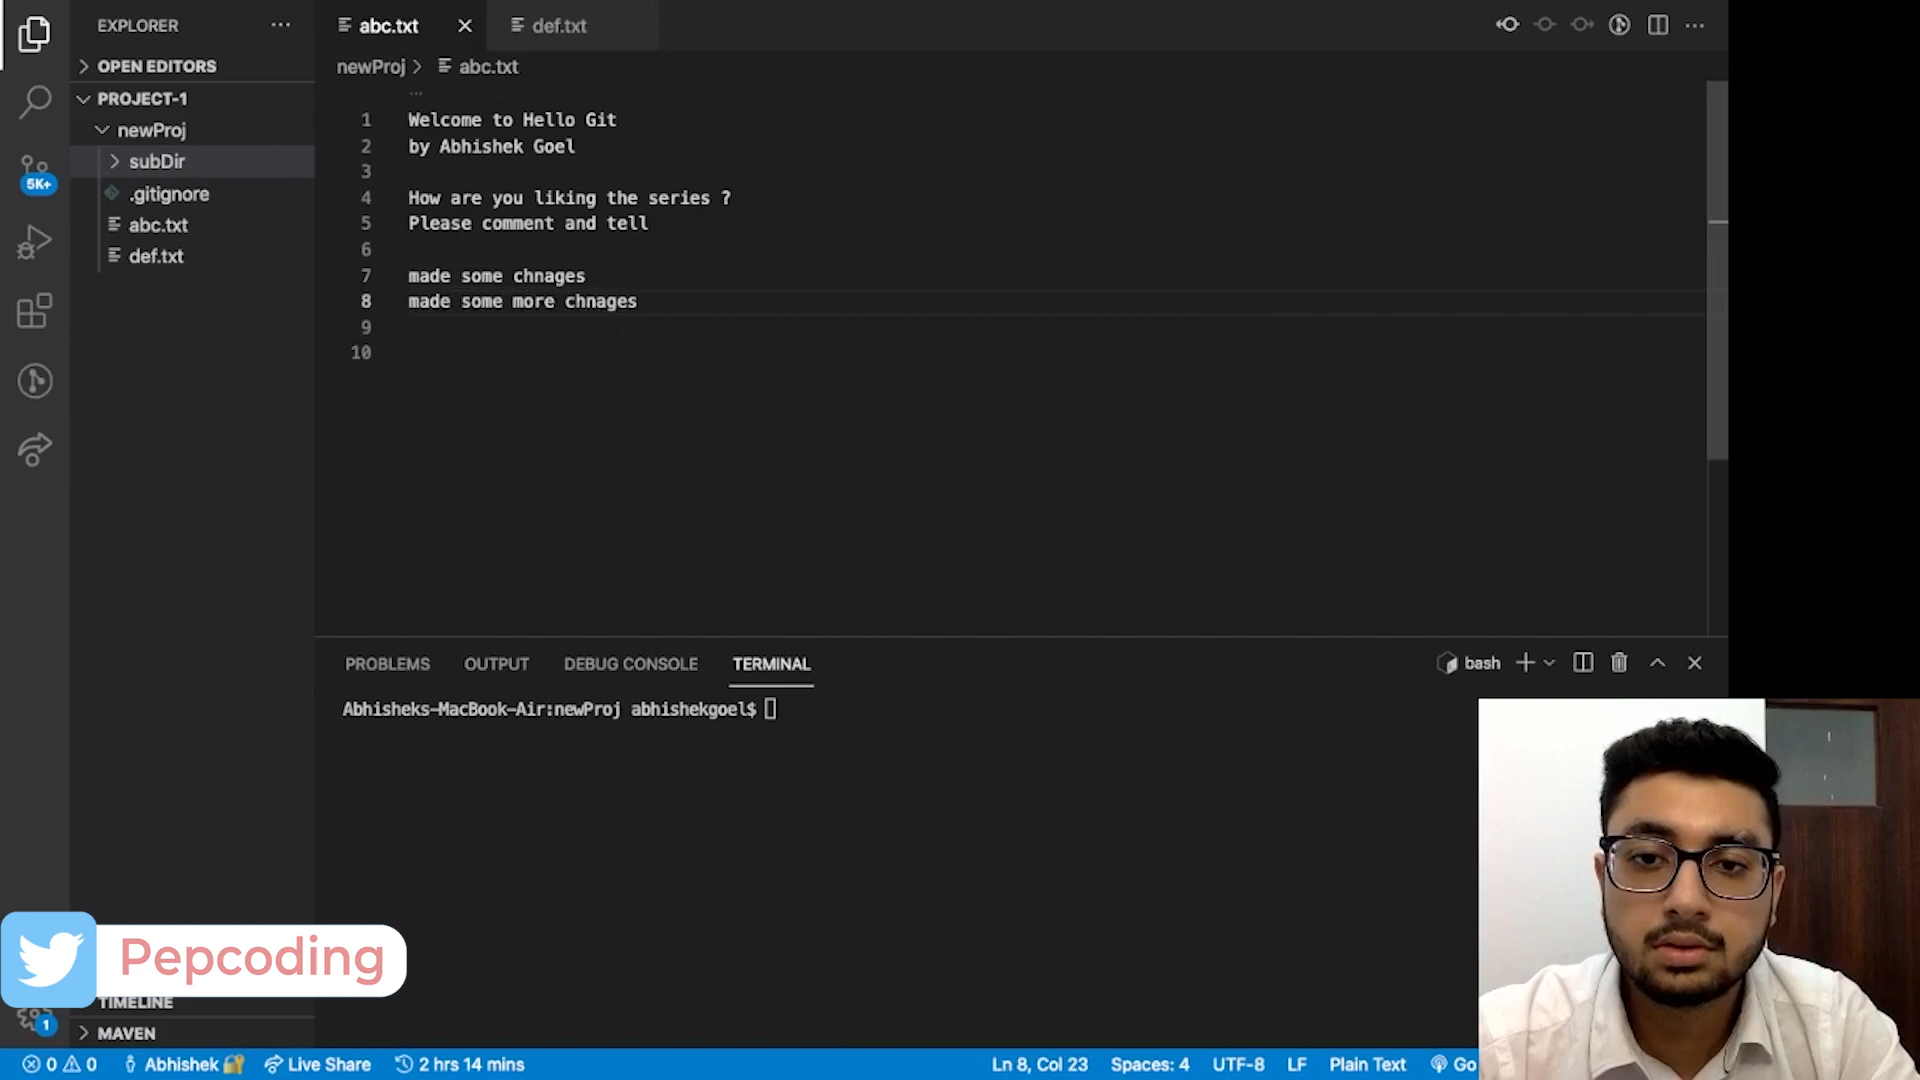 EXPLORER
OPEN EDITORS
PROJECT-1
newProj
subDir
.gitignore
abc.txt
def.txt
5K+
abc.txt
def.txt
newProj > abc.txt
...
1 Welcome to Hello Git
2 by Abhishek Goel
3
4 How are you liking the series ?
5 Please comment and tell
6
7 made some chnages
8 made some more chnages
9
10
PROBLEMS OUTPUT DEBUG CONSOLE TERMINAL
bash
Abhisheks-MacBook-Air:newProj abhishekgoel$
Pepcoding
TIMELINE
1
MAVEN
0 0 Abhishek Live Share 2 hrs 14 mins Ln 8, Col 23 Spaces: 4 UTF-8 LF Plain Text Go